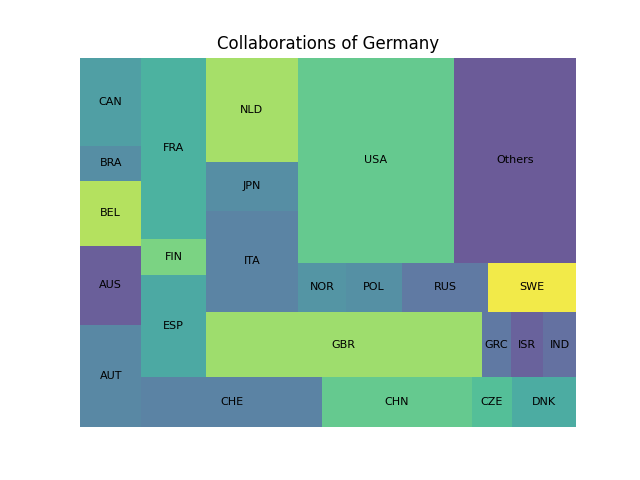 Collaborations of Germany
CAN
FRA
NLD
USA
Others
BRA
JPN
BEL
FIN
ITA
AUS
NOR
POL
RUS
SWE
ESP
GBR
GRC
ISR
IND
AUT
CHE
CHN
CZE
DNK